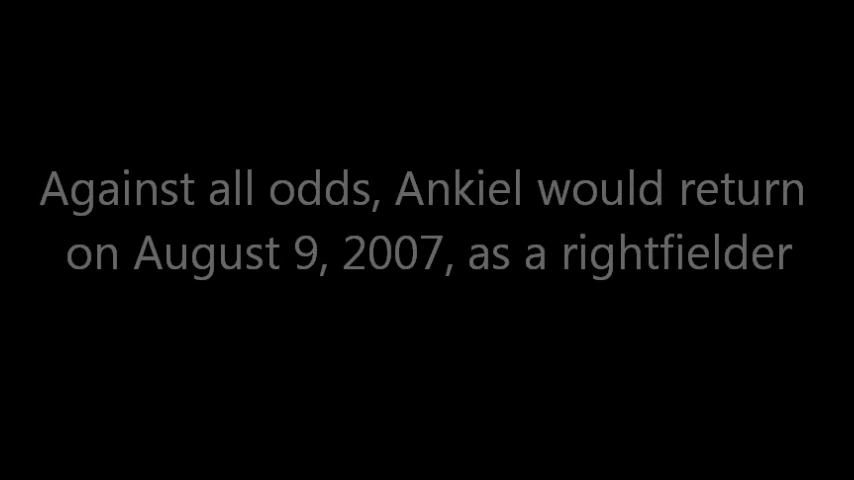 Against all odds, Ankiel would return
on August 9, 2007, as a rightfielder